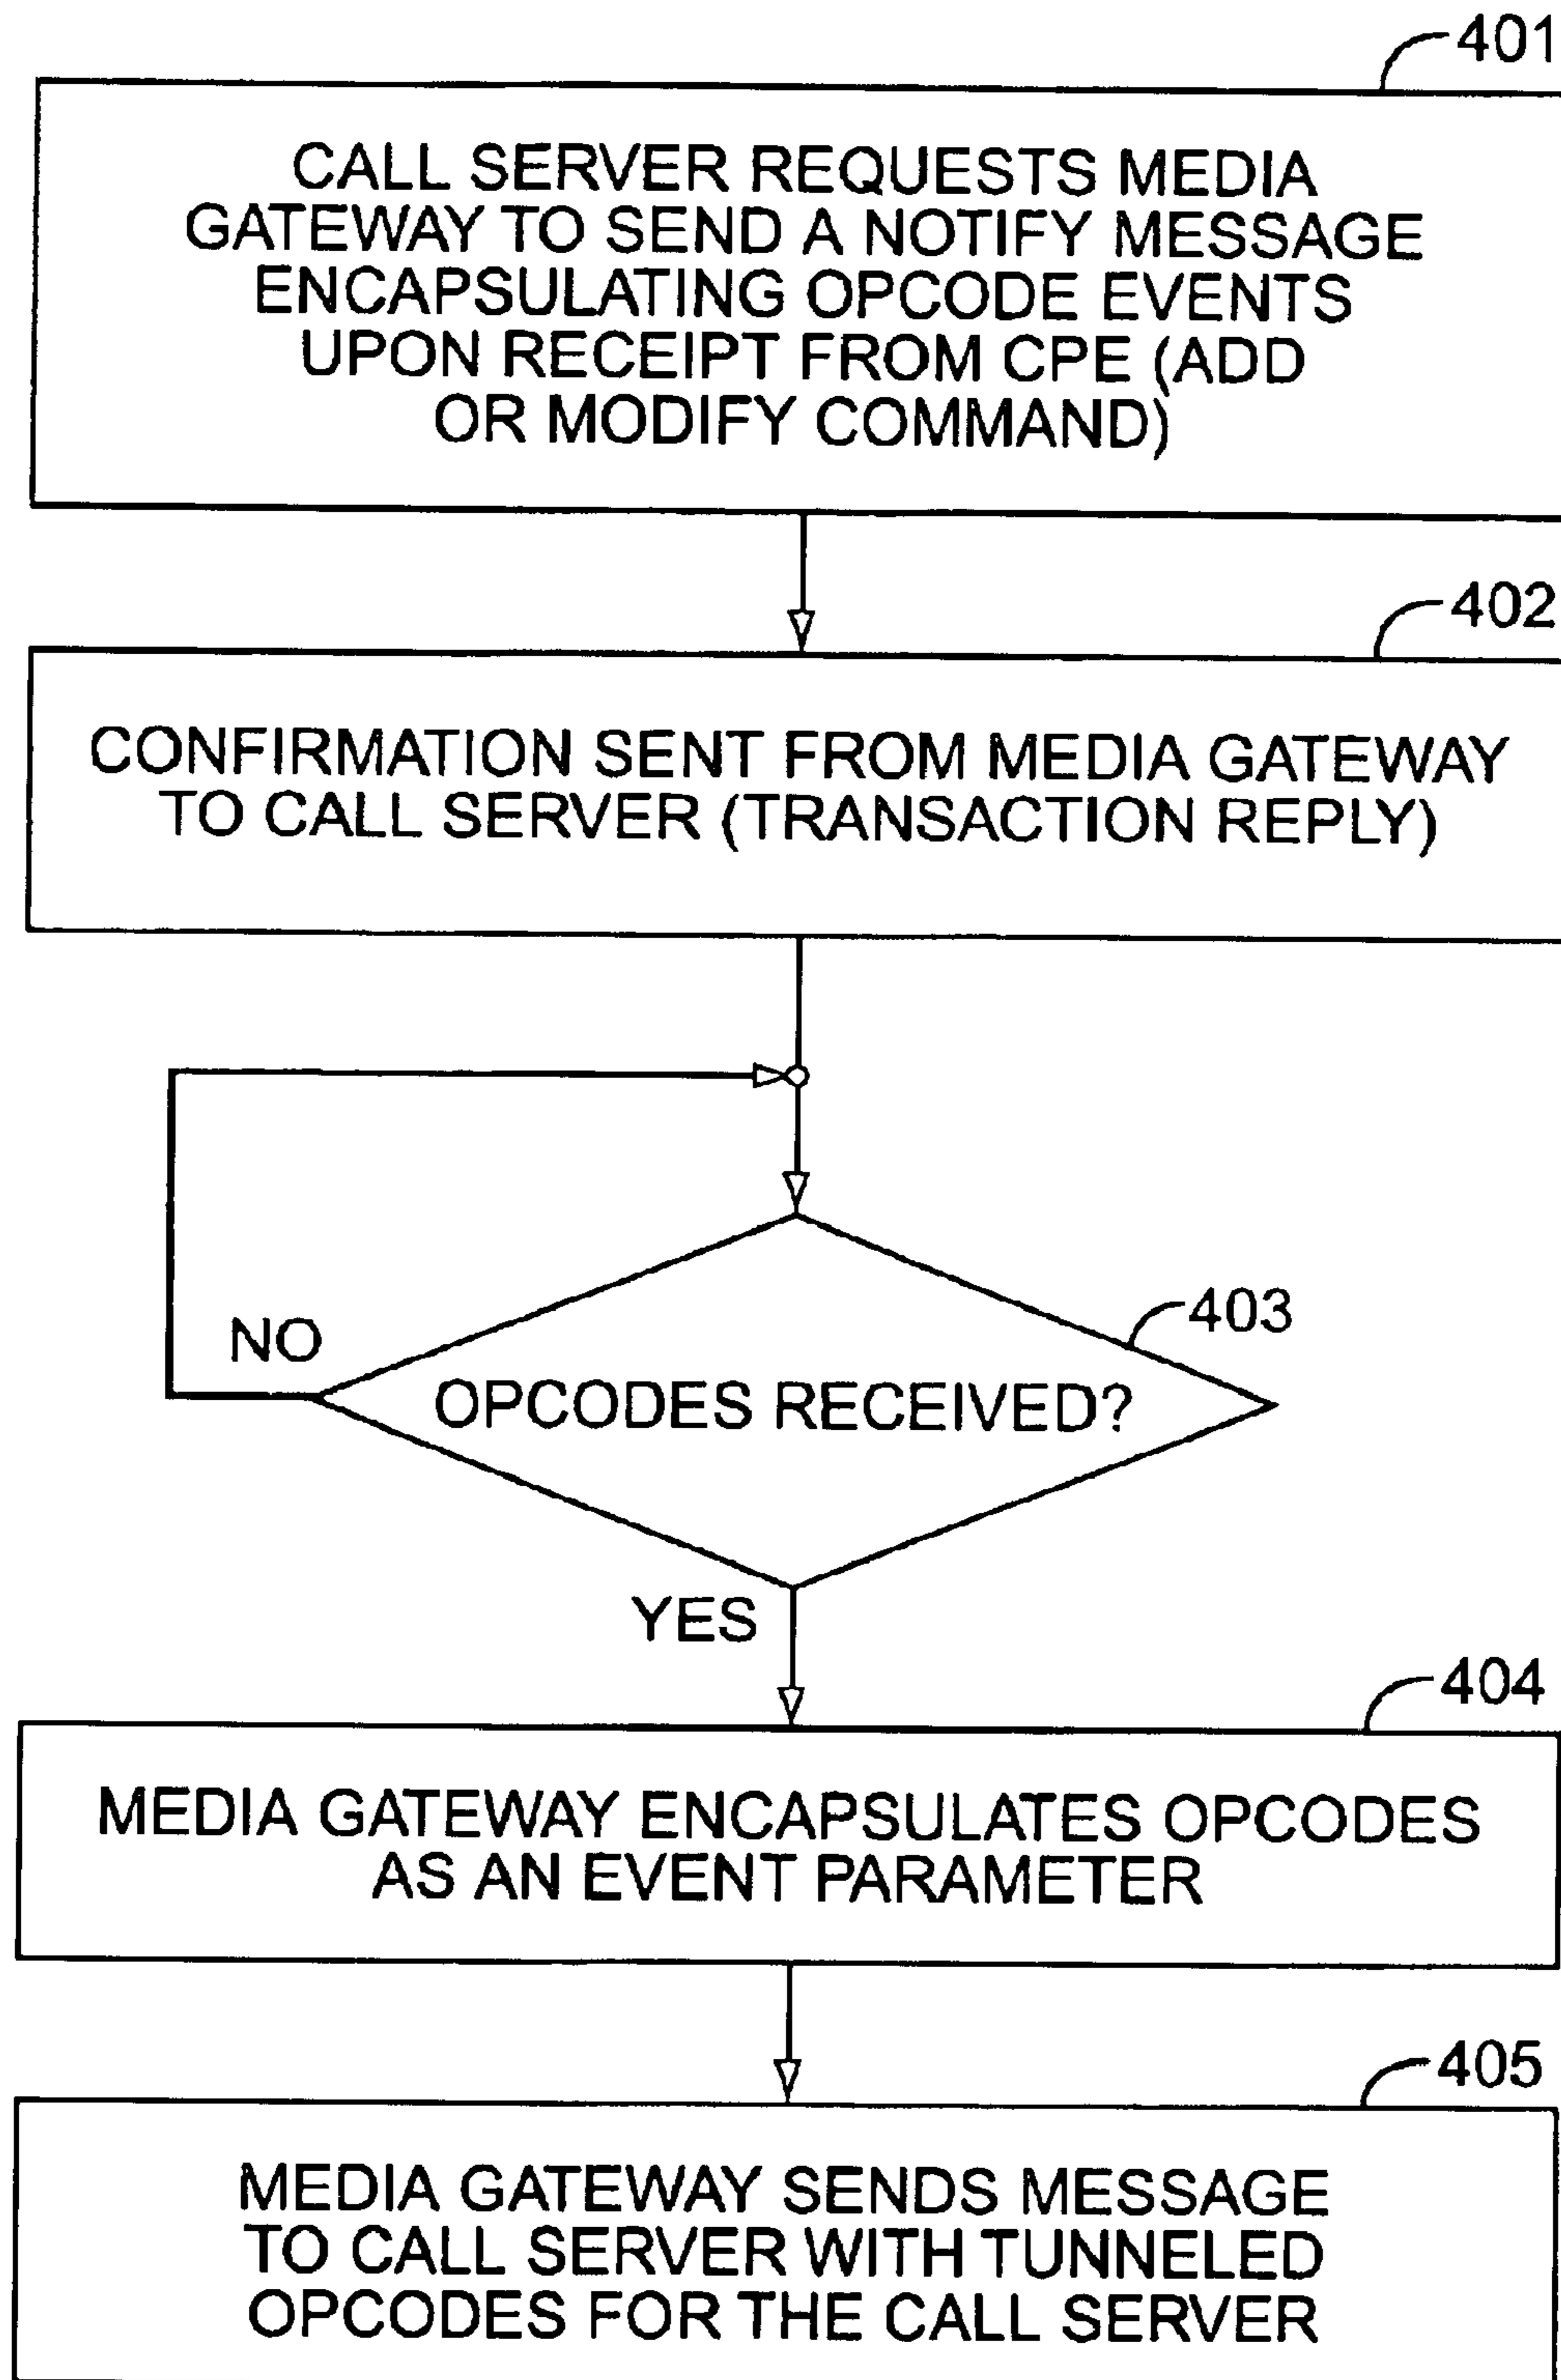 401
CALL SERVER REQUESTS MEDIA
GATEWAY TO SEND A NOTIFY MESSAGE
ENCAPSULATING OPCODE EVENTS
UPON RECEIPT FROM CPE (ADD
OR MODIFY COMMAND)
402
CONFIRMATION SENT FROM MEDIA GATEWAY
TO CALL SERVER (TRANSACTION REPLY)
403
NO
OPCODES RECEIVED?
YES
404
MEDIA GATEWAY ENCAPSULATES OPCODES
AS AN EVENT PARAMETER
405
MEDIA GATEWAY SENDS MESSAGE
TO CALL SERVER WITH TUNNELED
OPCODES FOR THE CALL SERVER